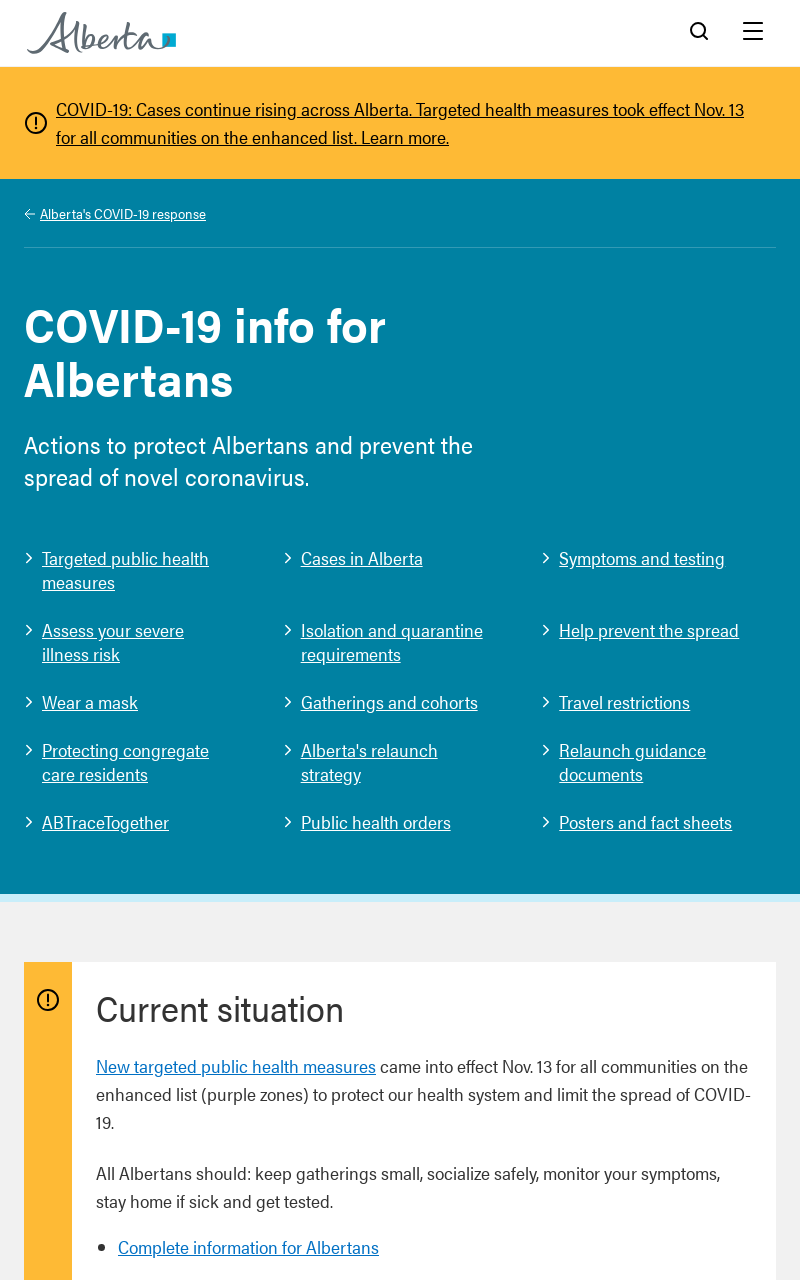 Alberta
COVID-19: Cases continue rising across Alberta. Targeted health measures took effect Nov. 13
for all communities on the enhanced list. Learn more.
Alberta's COVID-19 response
COVID-19 info for
Albertans
Actions to protect Albertans and prevent the
spread of novel coronavirus.
Targeted public health
measures
Cases in Alberta
Symptoms and testing
Assess your severe
illness risk
Isolation and quarantine
requirements
Help prevent the spread
Wear a mask
Gatherings and cohorts
Travel restrictions
Protecting congregate
care residents
Alberta's relaunch
strategy
Relaunch guidance
documents
ABTraceTogether
Public health orders
Posters and fact sheets
Current situation
New targeted public health measures came into effect Nov. 13 for all communities on the
enhanced list (purple zones) to protect our health system and limit the spread of COVID-
19.
All Albertans should: keep gatherings small, socialize safely, monitor your symptoms,
stay home if sick and get tested.
Complete information for Albertans